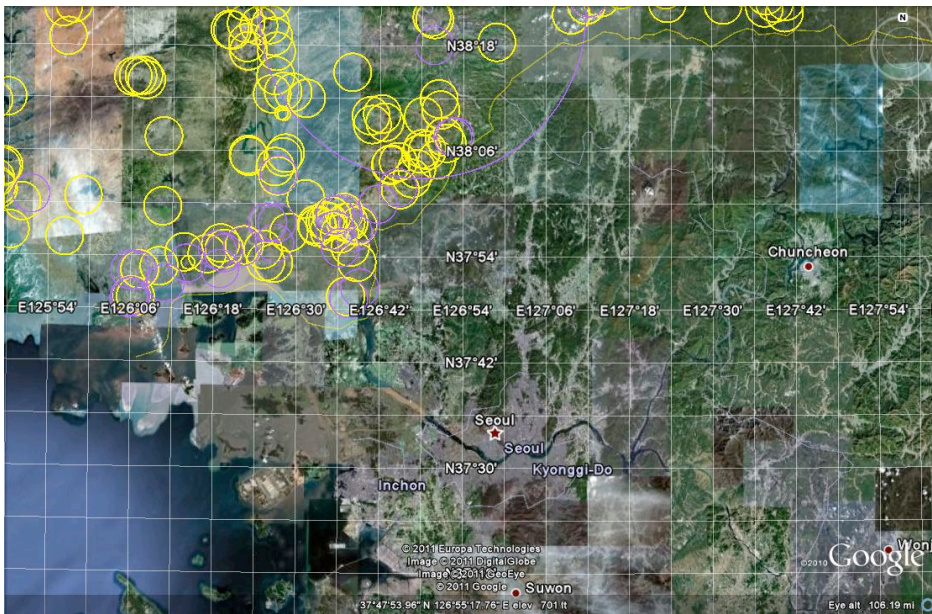 N
N38°18'
N38°06'
N37°54'
Chuncheon
E125°54' E126°06' E126°18' E126°30' E126°42' E126°54' E127°06' E127°18' E127°30' E127°42' E127°54'
N37°42'
Seoul
Seoul
N37°30'
Kyonggi-Do
Inchon
© 2011 Europa Technologies
Image © 2011 DigitalGlobe
Image © 2011 GeoEye
© 2011 Google
©2010 Google
Suwon
37°47'53.96" N 126°55'17.76" E elev 701 ft
Eye alt 106.19 mi